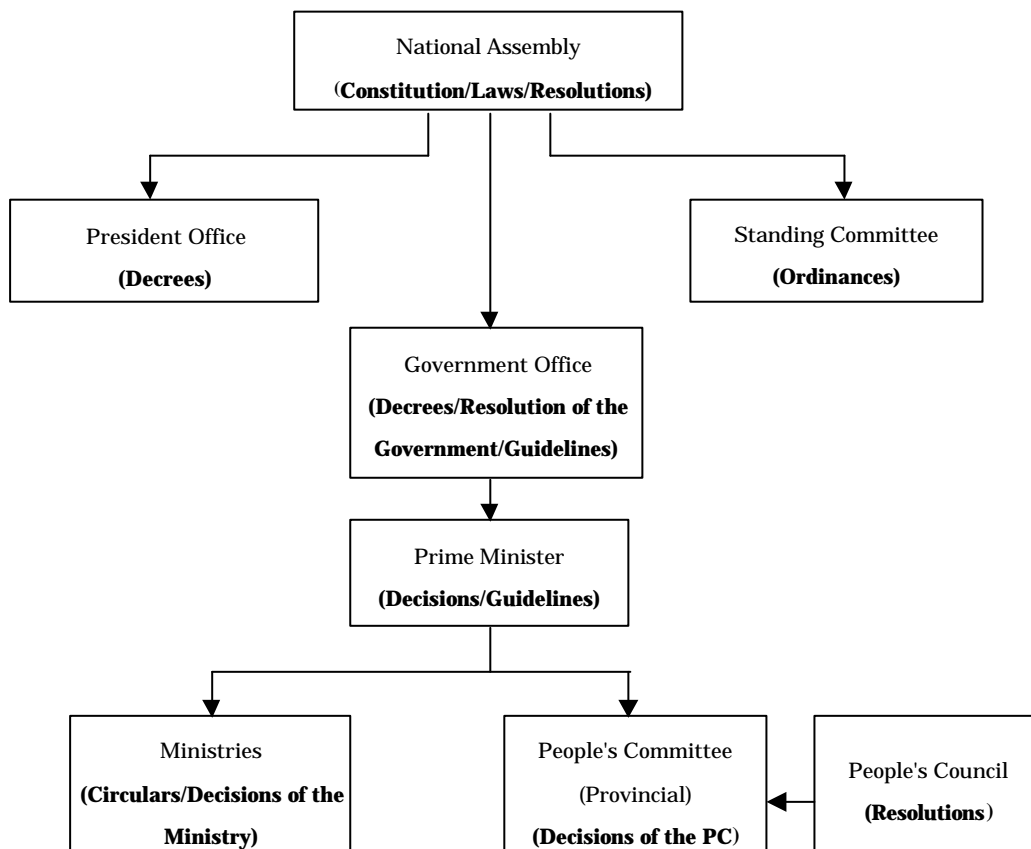 National Assembly
(Constitution/Laws/Resolutions)
President Office
(Decrees)
Standing Committee
(Ordinances)
Government Office
(Decrees/Resolution of the
Government/Guidelines)
Prime Minister
(Decisions/Guidelines)
Ministries
(Circulars/Decisions of the
Ministry)
People's Committee
(Provincial)
(Decisions of the PC)
People's Council
(Resolutions)